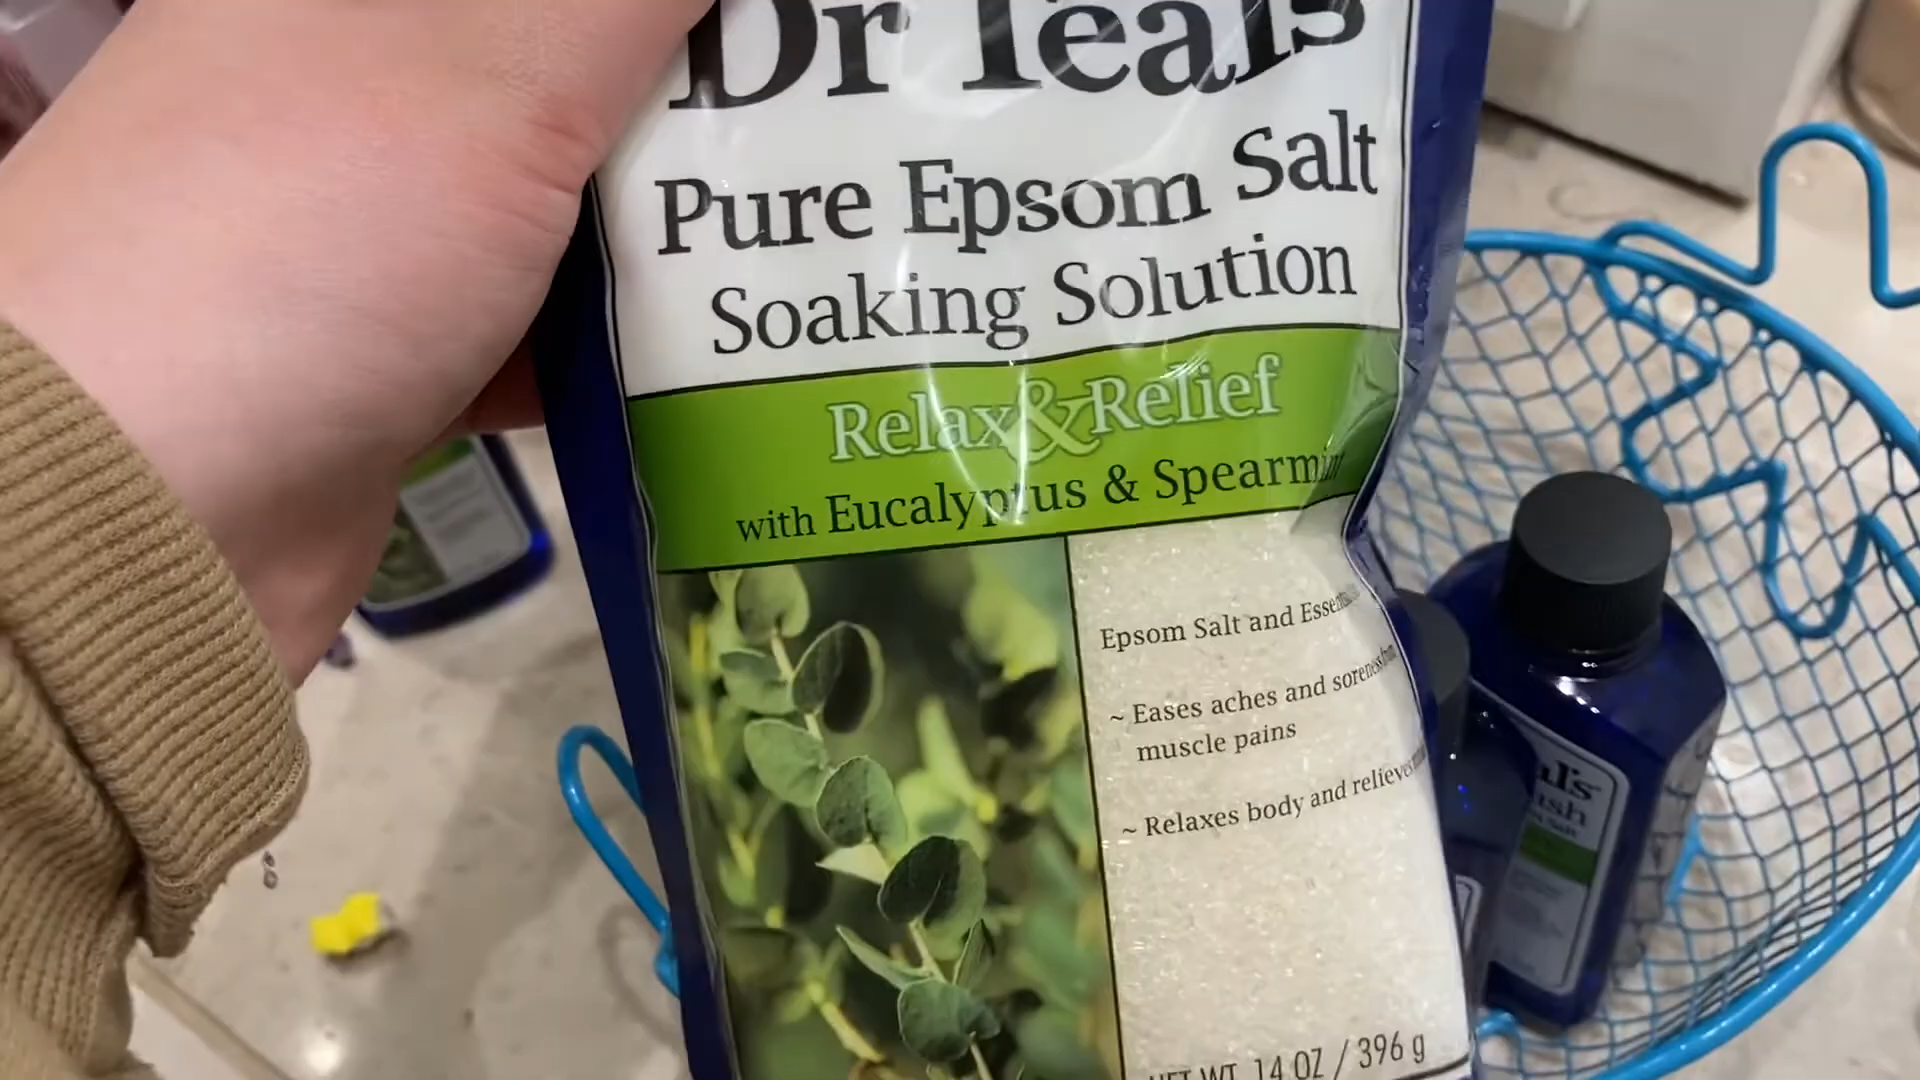 Dr Teal's
Pure Epsom Salt
Soaking Solution
Relax & Relief
with Eucalyptus & Spearmint
Epsom Salt and
~ Eases aches and soreness from
muscle pains
~ Relaxes body and relieves
NET WT. 14 OZ / 396 g
al's